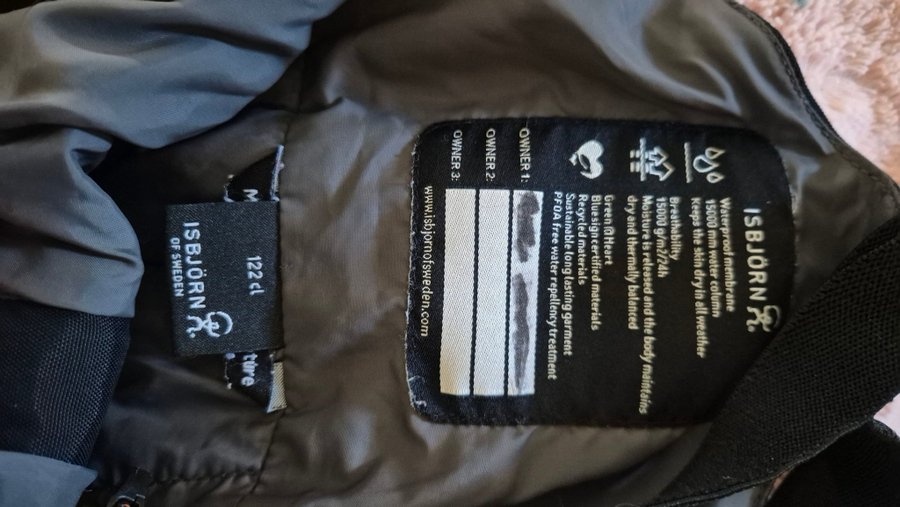 ISBJÖRN
Waterproof membrane
15000 mm water column
Keeps the skin dry in all weather
Breathability
15000 g/m2/24h
Moisture is released and the body maintains
dry and thermally balanced
Green@Heart
Bluesign certified materials
Recycled materials
Sustainable long lasting garment
PFOA free water repellency treatment
OWNER 1:
OWNER 2:
OWNER 3:
www.isbjornofsweden.com
122 cl
ISBJÖRN
OF SWEDEN